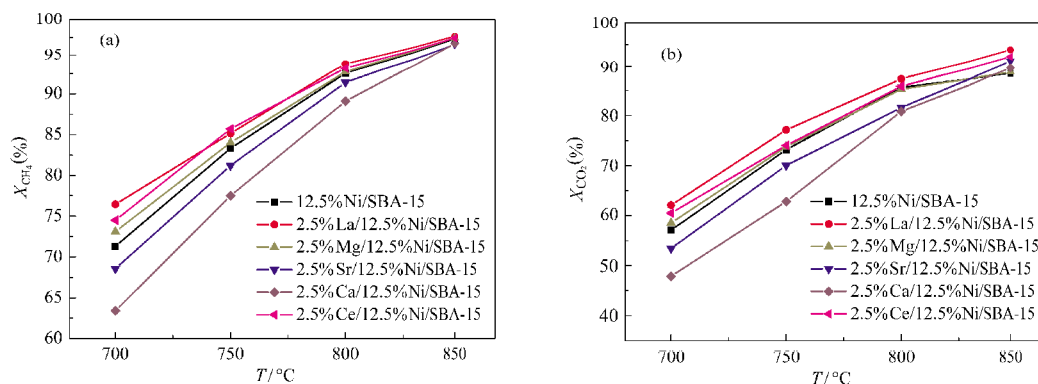 (a)
100
95
90
85
80
75
70
65
60
X_CH₄(%)
700
750
800
850
T/°C
12.5%Ni/SBA-15
2.5%La/12.5%Ni/SBA-15
2.5%Mg/12.5%Ni/SBA-15
2.5%Sr/12.5%Ni/SBA-15
2.5%Ca/12.5%Ni/SBA-15
2.5%Ce/12.5%Ni/SBA-15
(b)
100
90
80
70
60
50
40
X_CO₂(%)
700
750
800
850
T/°C
12.5%Ni/SBA-15
2.5%La/12.5%Ni/SBA-15
2.5%Mg/12.5%Ni/SBA-15
2.5%Sr/12.5%Ni/SBA-15
2.5%Ca/12.5%Ni/SBA-15
2.5%Ce/12.5%Ni/SBA-15